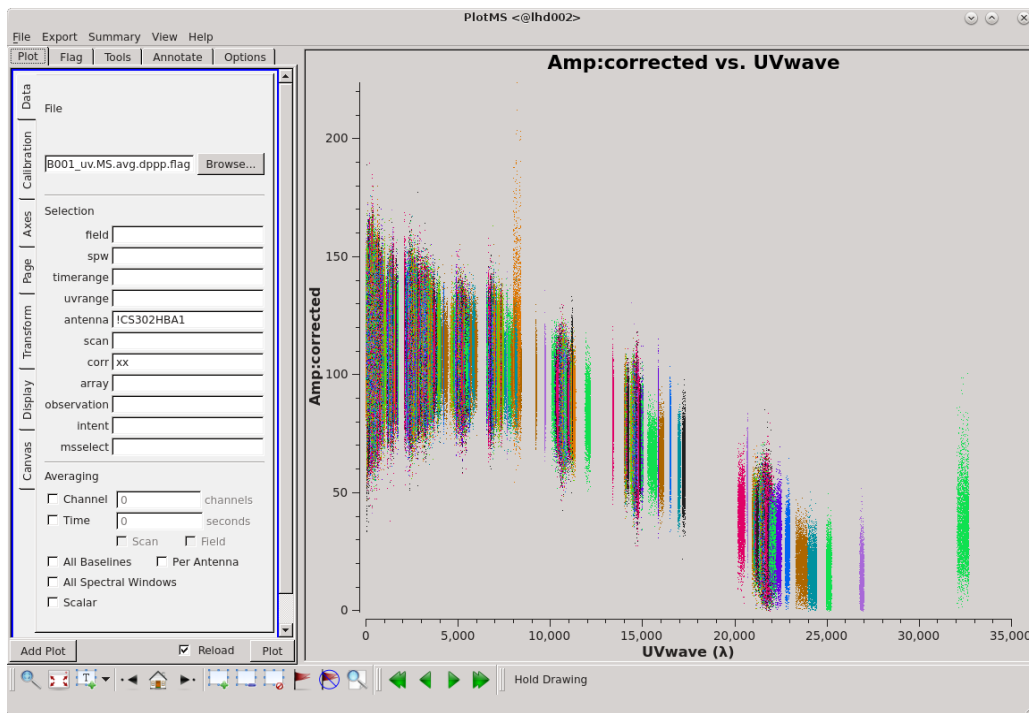 PlotMS <@lhd002>
File Export Summary View Help
Plot Flag Tools Annotate Options
Data
Calibration
Axes
Page
Transform
Display
Canvas
File
B001_uv.MS.avg.dppp.flag Browse...
Selection
field
spw
timerange
uvrange
antenna !CS302HBA1
scan
corr xx
array
observation
intent
msselect
Averaging
Channel 0 channels
Time 0 seconds
Scan Field
All Baselines Per Antenna
All Spectral Windows
Scalar
Add Plot Reload Plot
Amp:corrected vs. UVwave
Amp:corrected
200
150
100
50
0
0 5,000 10,000 15,000 20,000 25,000 30,000 35,000
UVwave (λ)
T Hold Drawing